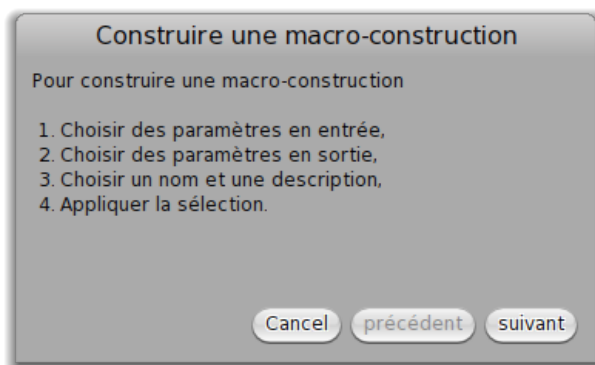 Construire une macro-construction
Pour construire une macro-construction
1. Choisir des paramètres en entrée,
2. Choisir des paramètres en sortie,
3. Choisir un nom et une description,
4. Appliquer la sélection.
Cancel précédent suivant